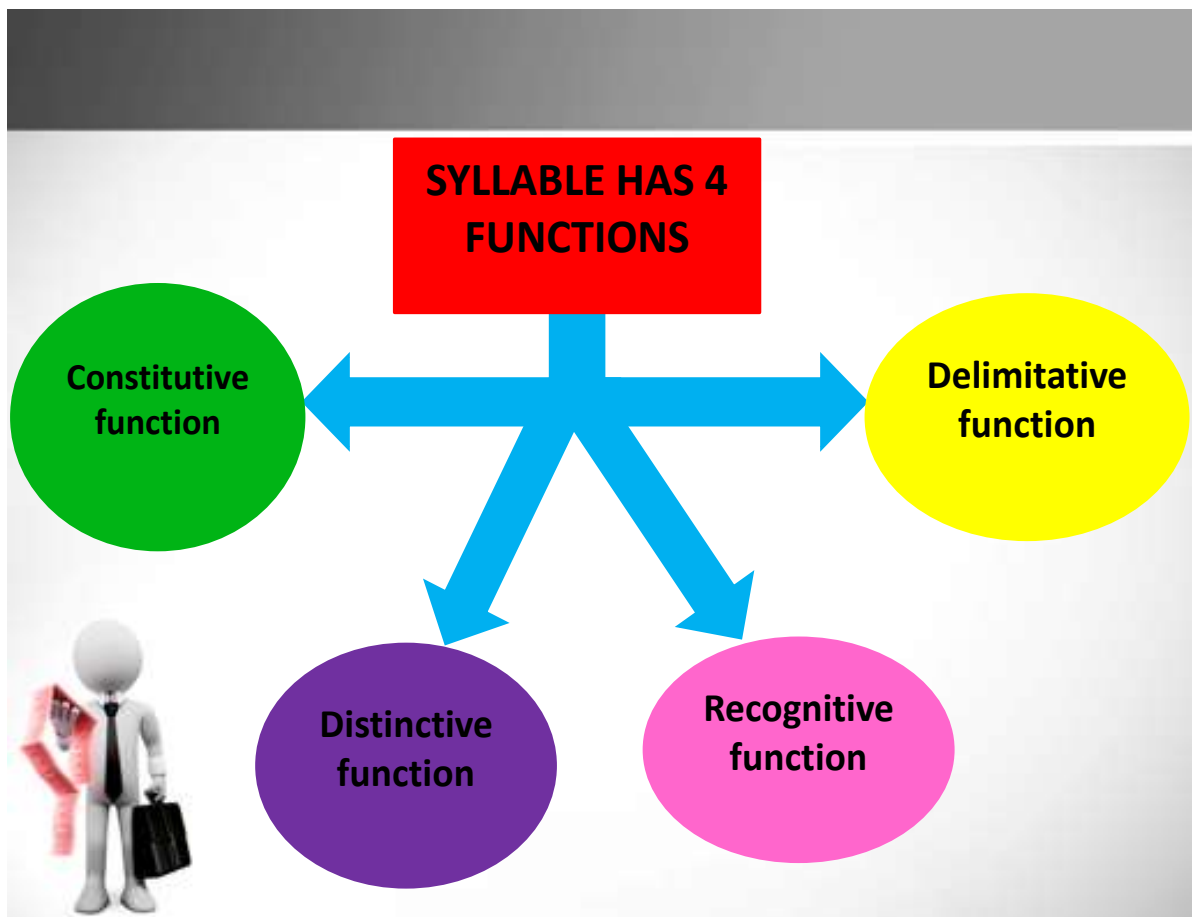 SYLLABLE HAS 4
FUNCTIONS
Constitutive
function
Delimitative
function
Distinctive
function
Recognitive
function